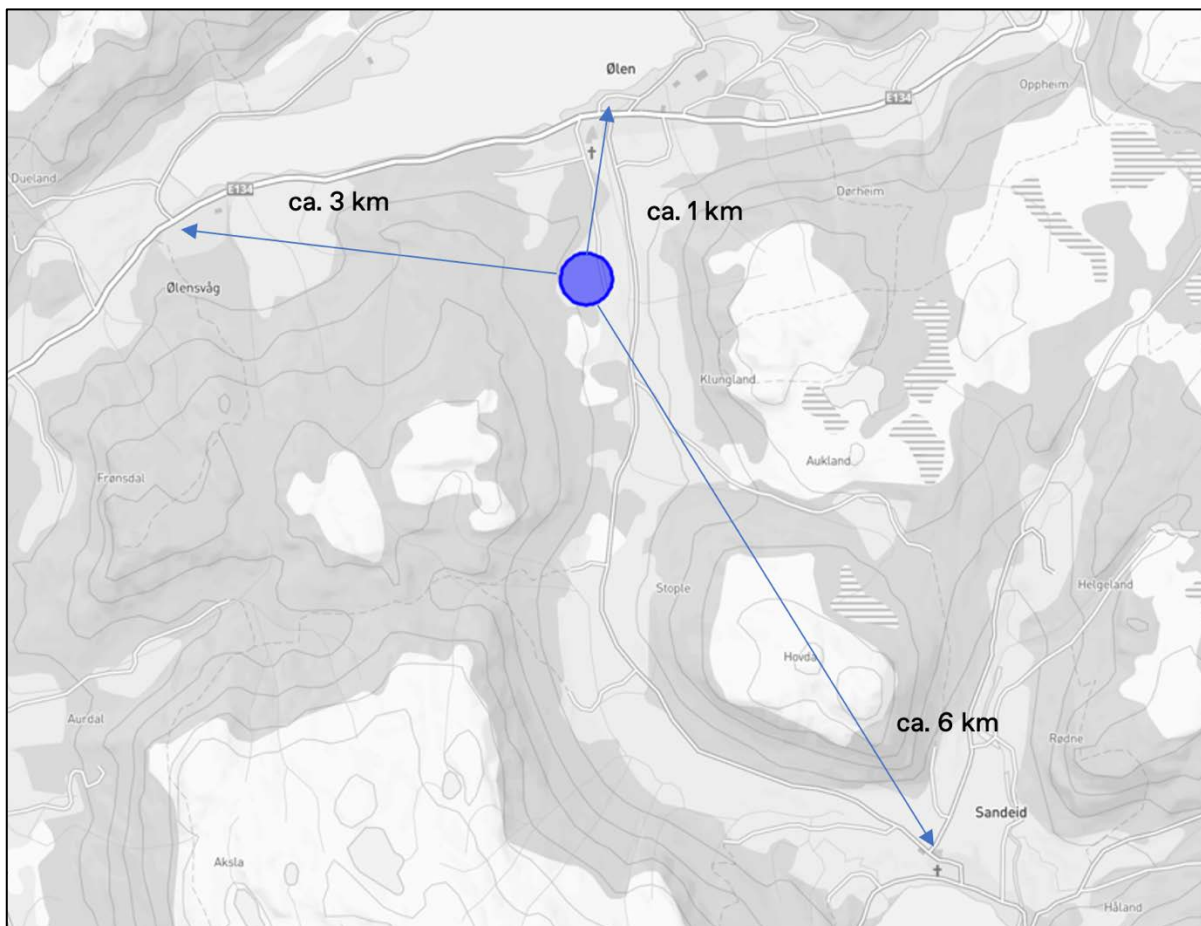 Ølen
Oppheim
E134
Dueland
E134
Dørheim
ca. 3 km
ca. 1 km
Ølensvåg
Klungland
Aukland
Frønsdal
Stople
Helgeland
Hovda
Aurdal
ca. 6 km
Rødne
Sandeid
Aksla
Håland